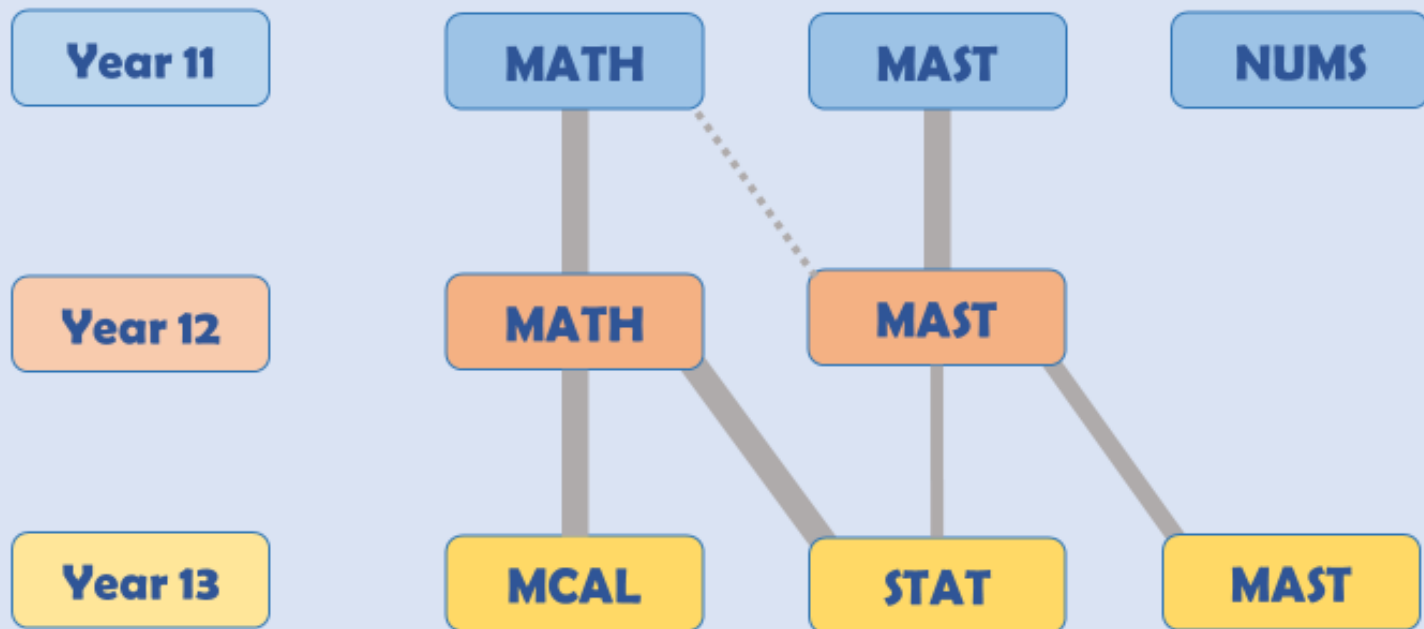 Year 11
MATH
MAST
NUMS
Year 12
MATH
MAST
Year 13
MCAL
STAT
MAST